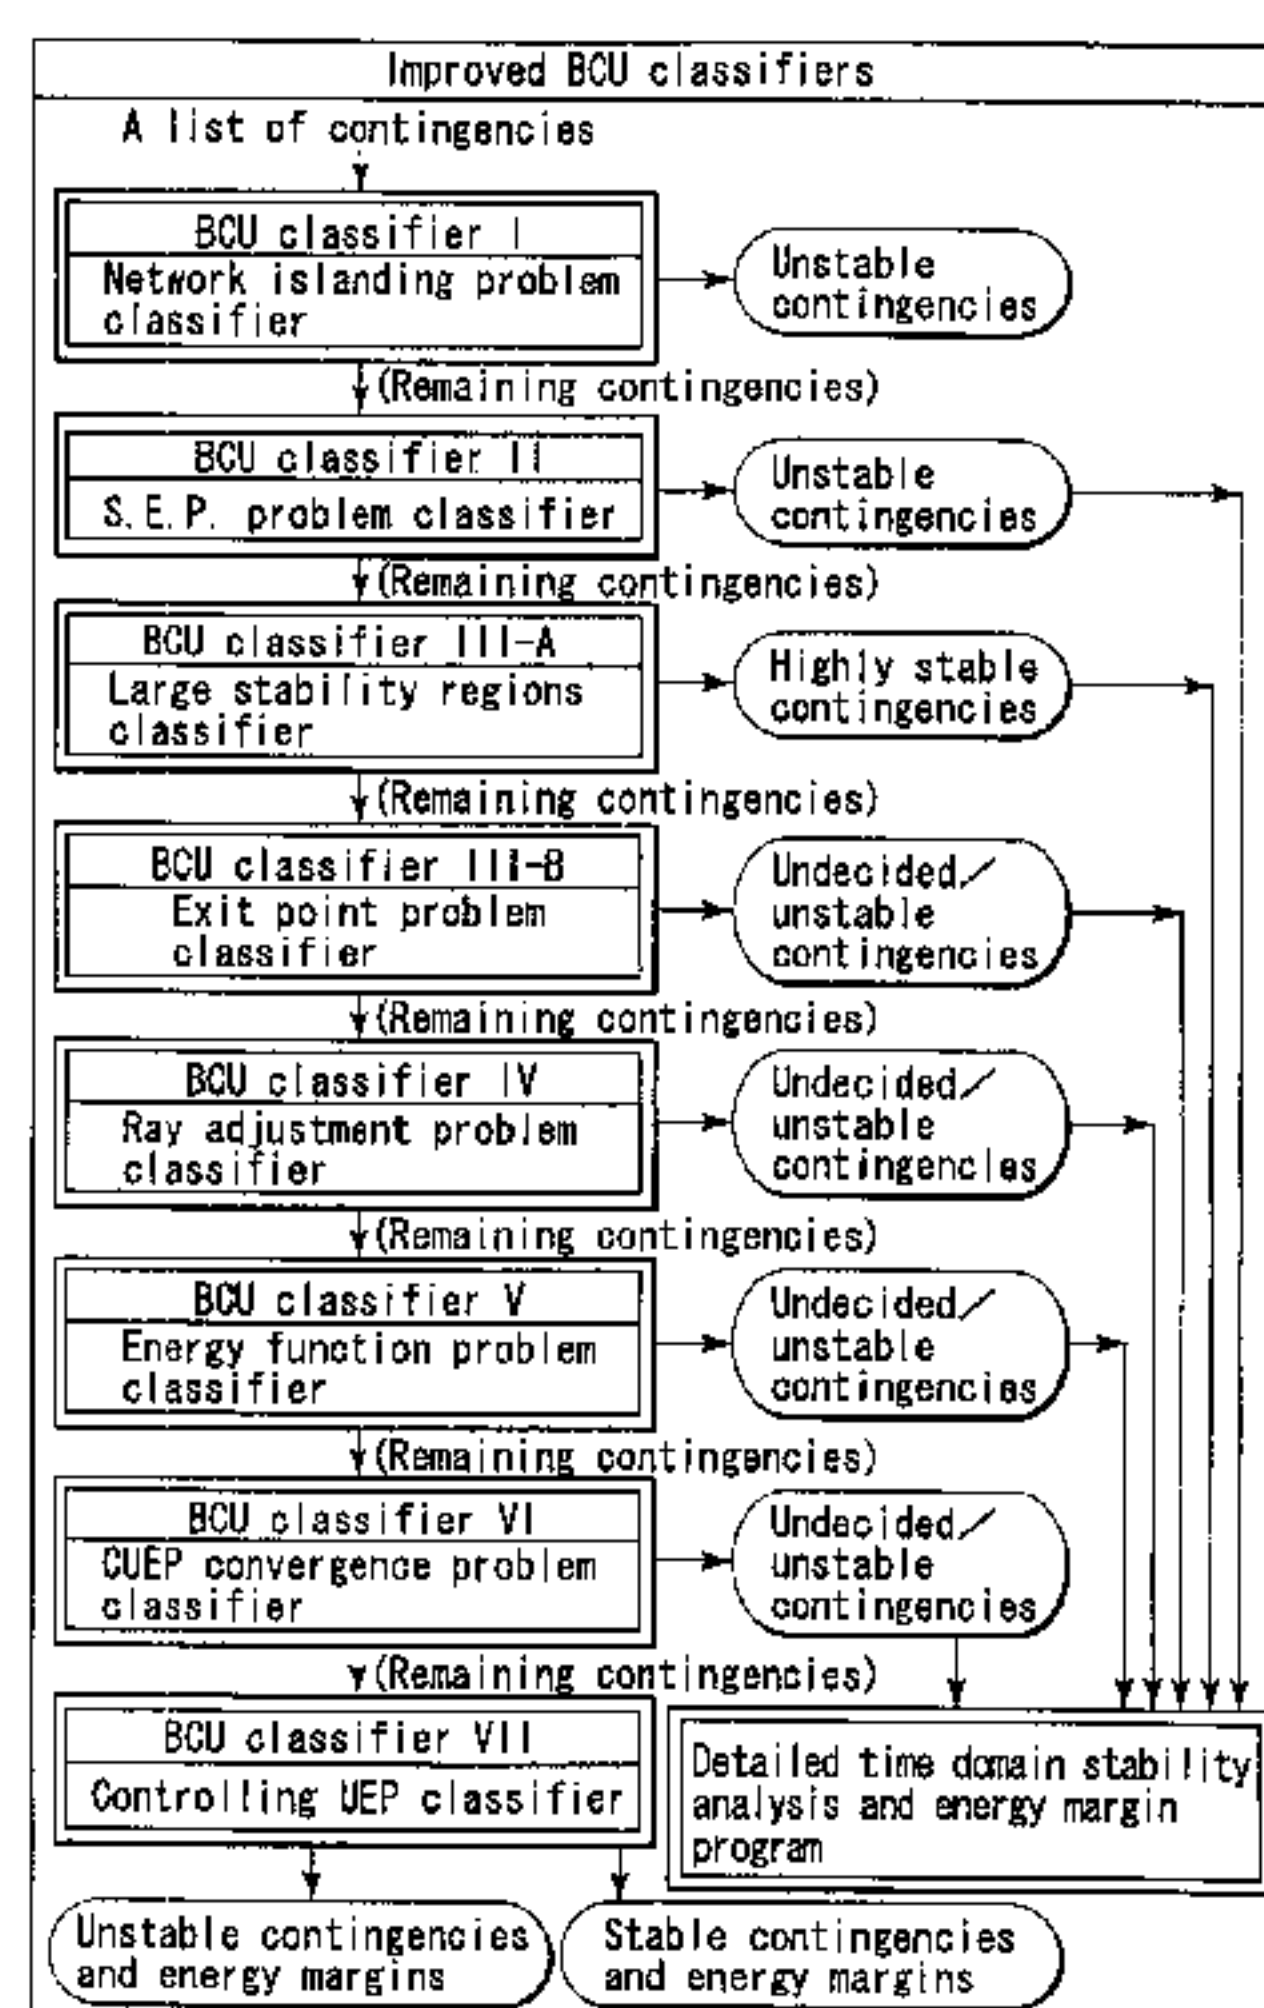 Improved BCU classifiers
A list of contingencies
BCU classifier I
Network islanding problem
classifier
Unstable
contingencies
(Remaining contingencies)
BCU classifier II
S.E.P. problem classifier
Unstable
contingencies
(Remaining contingencies)
BCU classifier III-A
Large stability regions
classifier
Highly stable
contingencies
(Remaining contingencies)
BCU classifier III-B
Exit point problem
classifier
Undecided/
unstable
contingencies
(Remaining contingencies)
BCU classifier IV
Ray adjustment problem
classifier
Undecided/
unstable
contingencies
(Remaining contingencies)
BCU classifier V
Energy function problem
classifier
Undecided/
unstable
contingencies
(Remaining contingencies)
BCU classifier VI
CUEP convergence problem
classifier
Undecided/
unstable
contingencies
(Remaining contingencies)
BCU classifier VII
Controlling UEP classifier
Detailed time domain stability
analysis and energy margin
program
Unstable contingencies
and energy margins
Stable contingencies
and energy margins